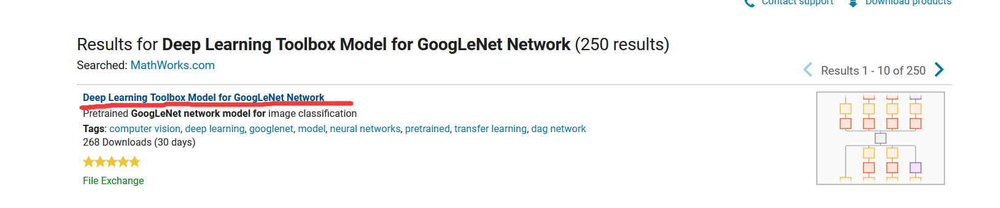 Contact support Download products
Results for Deep Learning Toolbox Model for GoogLeNet Network (250 results)
Searched: MathWorks.com
Results 1 - 10 of 250
Deep Learning Toolbox Model for GoogLeNet Network
Pretrained GoogLeNet network model for image classification
Tags: computer vision, deep learning, googlenet, model, neural networks, pretrained, transfer learning, dag network
268 Downloads (30 days)
File Exchange